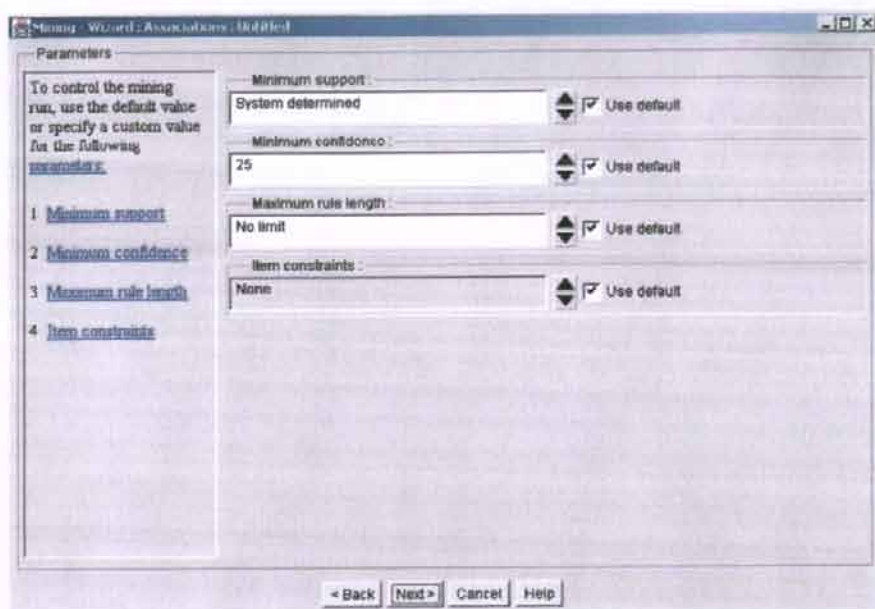 Mining - Wizard : Associations : Untitled
Parameters
To control the mining
run, use the default value
or specify a custom value
for the following
parameters:
1 Minimum support
2 Minimum confidence
3 Maximum rule length
4 Item constraints
Minimum support :
System determined
Use default
Minimum confidence :
25
Use default
Maximum rule length :
No limit
Use default
Item constraints :
None
Use default
< Back
Next >
Cancel
Help